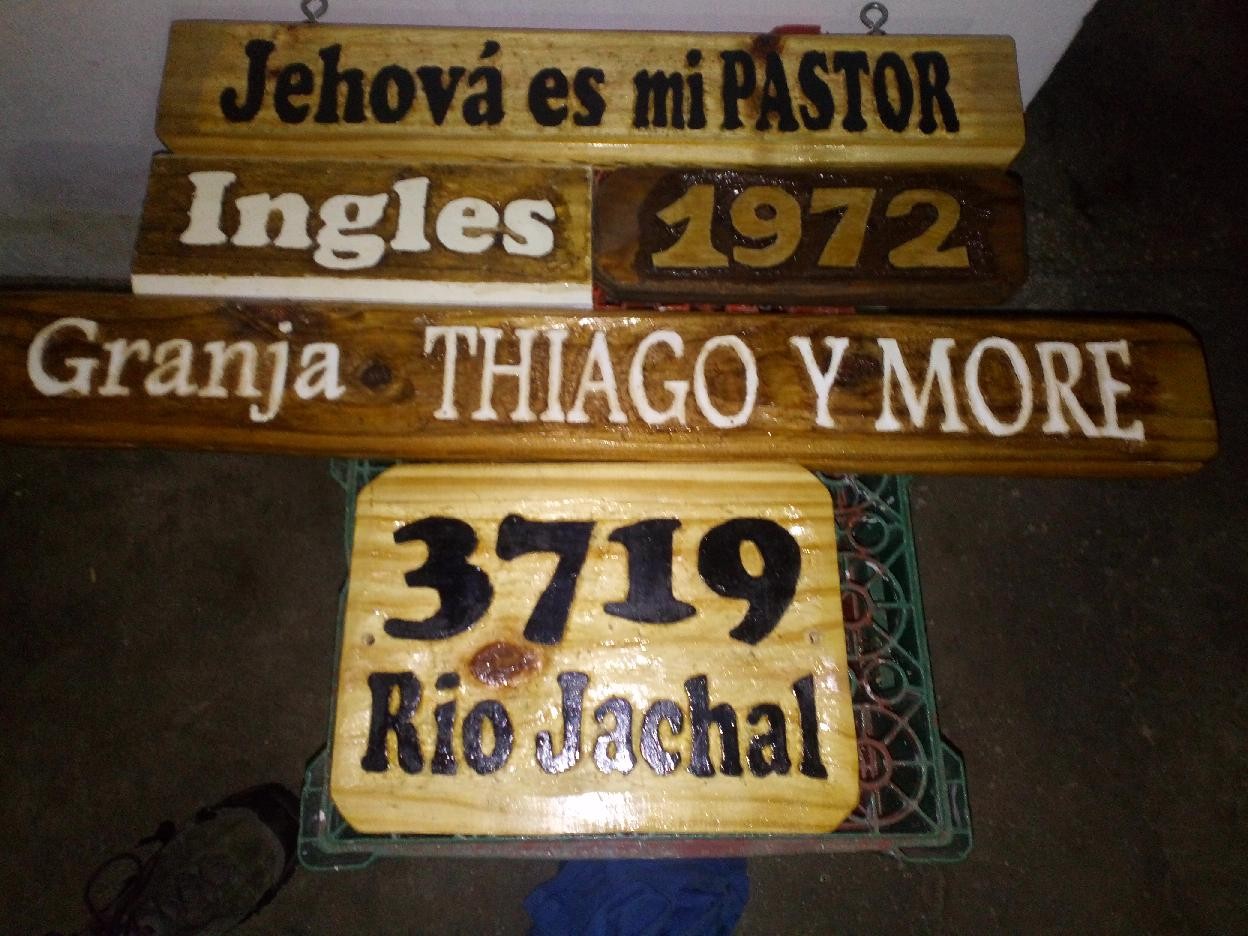 Jehová es mi PASTOR
Ingles 1972
Granja THIAGO Y MORE
3719
Rio Jachal